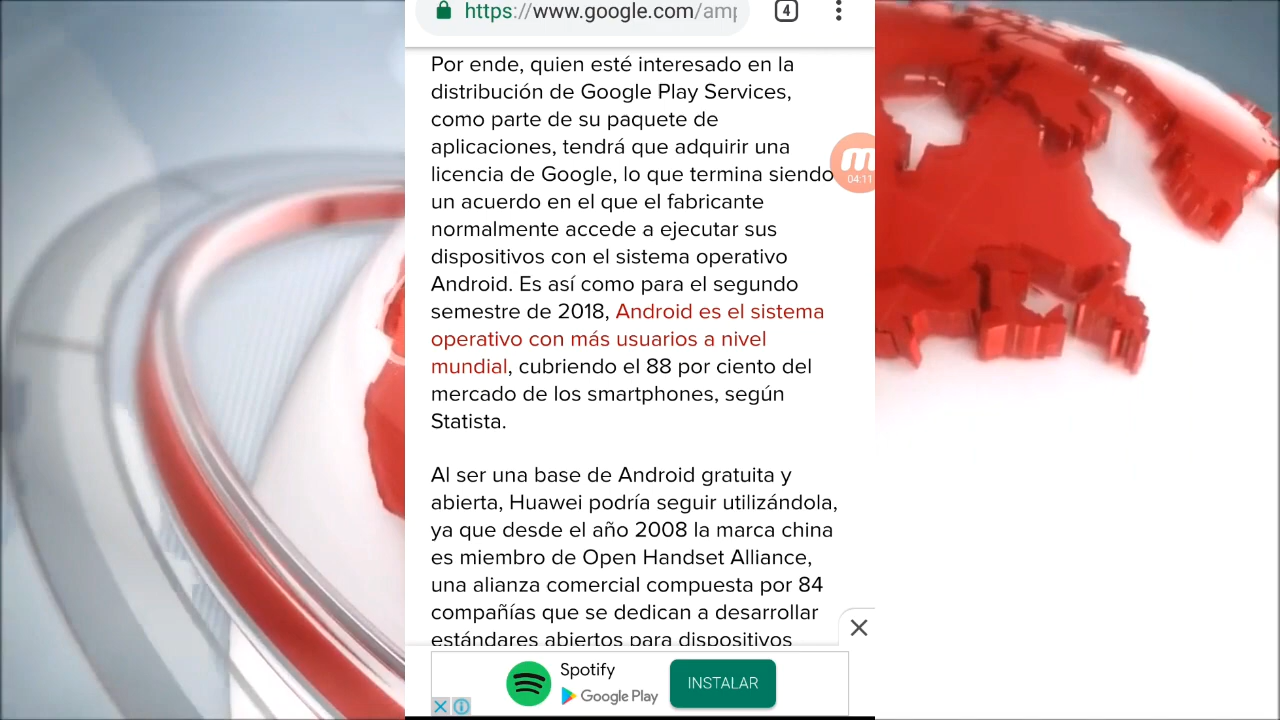 https://www.google.com/amp
4
Por ende, quien esté interesado en la
distribución de Google Play Services,
como parte de su paquete de
aplicaciones, tendrá que adquirir una
licencia de Google, lo que termina siendo
un acuerdo en el que el fabricante
normalmente accede a ejecutar sus
dispositivos con el sistema operativo
Android. Es así como para el segundo
semestre de 2018, Android es el sistema
operativo con más usuarios a nivel
mundial, cubriendo el 88 por ciento del
mercado de los smartphones, según
Statista.
04:11
Al ser una base de Android gratuita y
abierta, Huawei podría seguir utilizándola,
ya que desde el año 2008 la marca china
es miembro de Open Handset Alliance,
una alianza comercial compuesta por 84
compañías que se dedican a desarrollar
estándares abiertos para dispositivos
Spotify
Google Play
INSTALAR